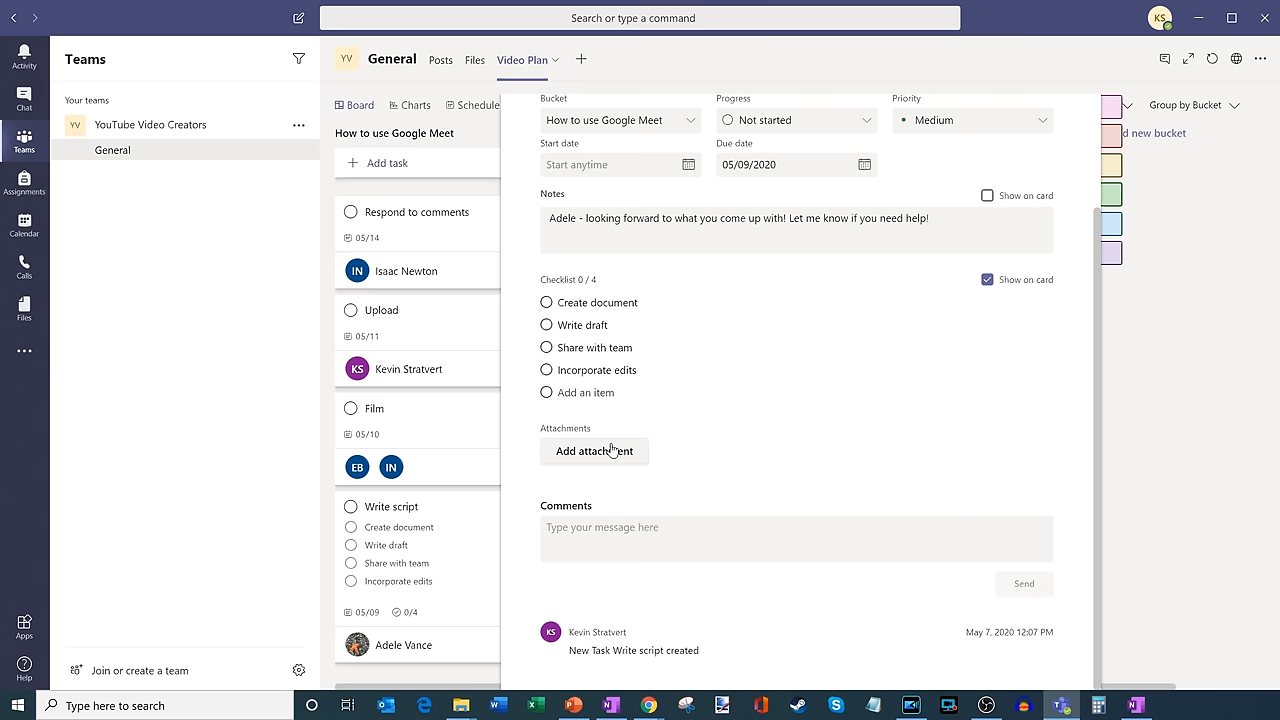 Search or type a command
KS
Activity
Chat
Teams
Assignments
Calendar
Calls
Files
Apps
Help
Teams
Your teams
YV
YouTube Video Creators
General
Join or create a team
YV
General
Posts
Files
Video Plan
Board
Charts
Schedule
Group by Bucket
How to use Google Meet
d new bucket
Add task
Respond to comments
05/14
IN
Isaac Newton
Upload
05/11
KS
Kevin Stratvert
Film
05/10
EB
IN
Write script
Create document
Write draft
Share with team
Incorporate edits
05/09
0/4
Adele Vance
Bucket
Progress
Priority
How to use Google Meet
Not started
Medium
Start date
Due date
Start anytime
05/09/2020
Notes
Show on card
Adele - looking forward to what you come up with! Let me know if you need help!
Checklist 0 / 4
Show on card
Create document
Write draft
Share with team
Incorporate edits
Add an item
Attachments
Add attachment
Comments
Type your message here
Send
KS
Kevin Stratvert
May 7, 2020 12:07 PM
New Task Write script created
Type here to search